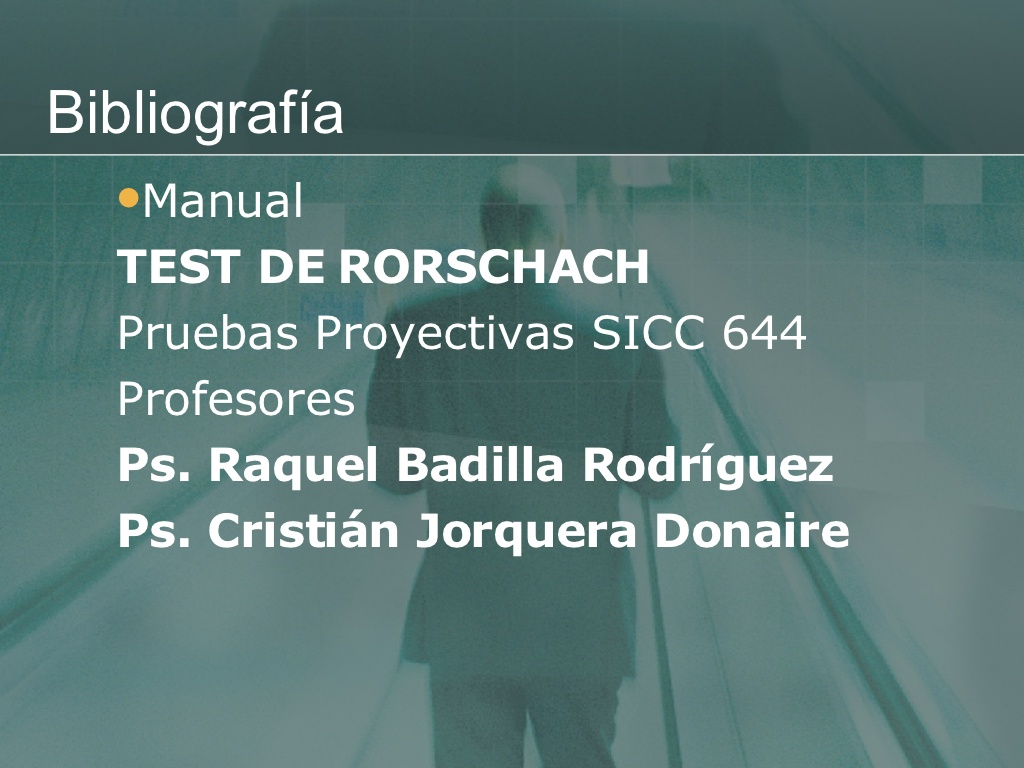 Bibliografía
Manual
TEST DE RORSCHACH
Pruebas Proyectivas SICC 644
Profesores
Ps. Raquel Badilla Rodríguez
Ps. Cristián Jorquera Donaire